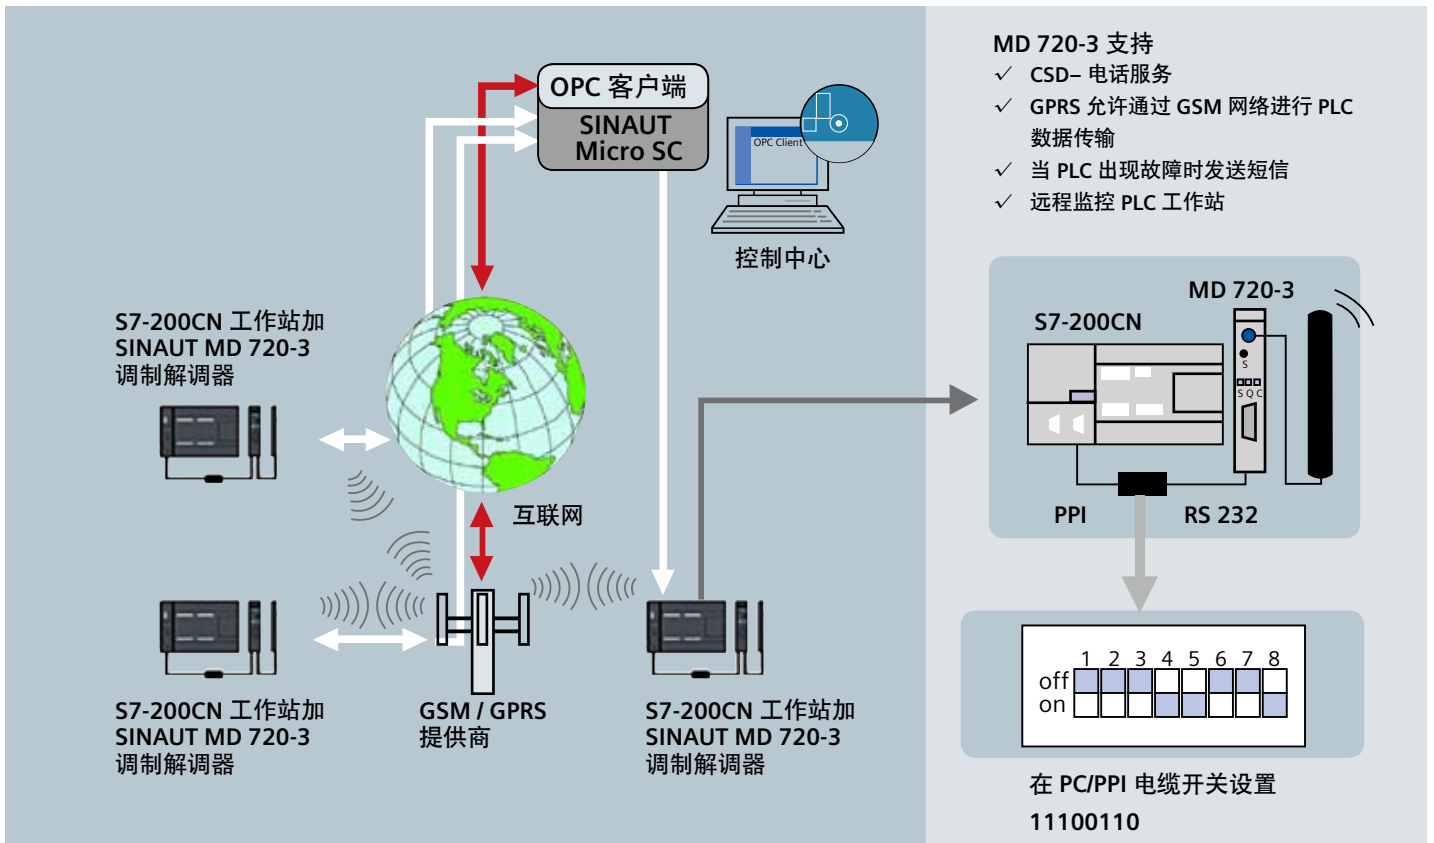 OPC 客户端
SINAUT
Micro SC
OPC Client
控制中心
S7-200CN 工作站加
SINAUT MD 720-3
调制解调器
互联网
S7-200CN 工作站加
SINAUT MD 720-3
调制解调器
GSM / GPRS
提供商
S7-200CN 工作站加
SINAUT MD 720-3
调制解调器
MD 720-3 支持
✓ CSD– 电话服务
✓ GPRS 允许通过 GSM 网络进行 PLC
数据传输
✓ 当 PLC 出现故障时发送短信
✓ 远程监控 PLC 工作站
MD 720-3
S7-200CN
S
S Q C
PPI
RS 232
1 2 3 4 5 6 7 8
off
on
在 PC/PPI 电缆开关设置
11100110